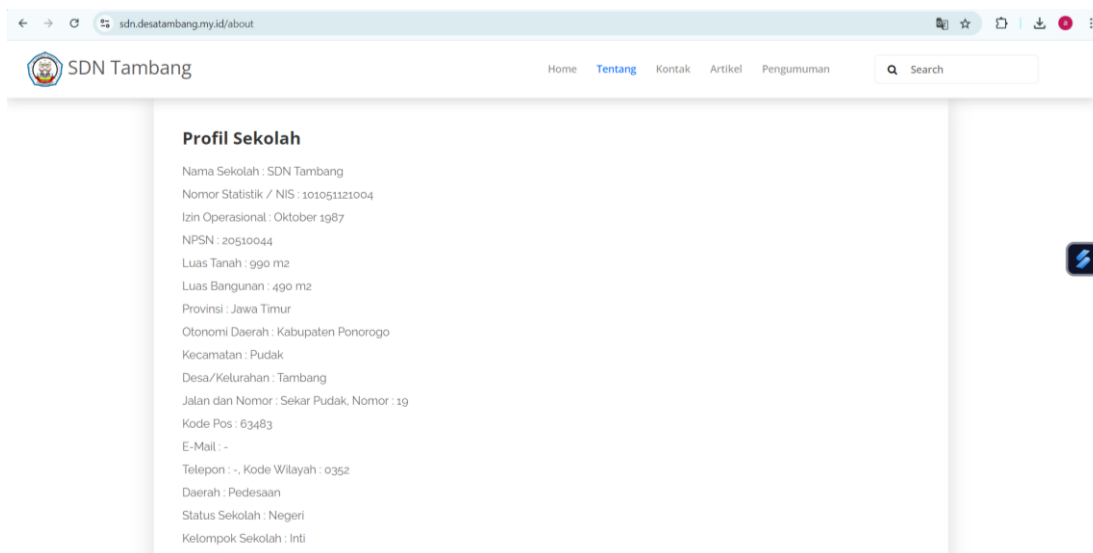 sdn.desatambang.my.id/about
a
SDN Tambang
Home Tentang Kontak Artikel Pengumuman Search
Profil Sekolah
Nama Sekolah : SDN Tambang
Nomor Statistik / NIS : 101051121004
Izin Operasional : Oktober 1987
NPSN : 20510044
Luas Tanah : 990 m2
Luas Bangunan : 490 m2
Provinsi : Jawa Timur
Otonomi Daerah : Kabupaten Ponorogo
Kecamatan : Pudak
Desa/Kelurahan : Tambang
Jalan dan Nomor : Sekar Pudak, Nomor : 19
Kode Pos : 63483
E-Mail : -
Telepon : -, Kode Wilayah : 0352
Daerah : Pedesaan
Status Sekolah : Negeri
Kelompok Sekolah : Inti